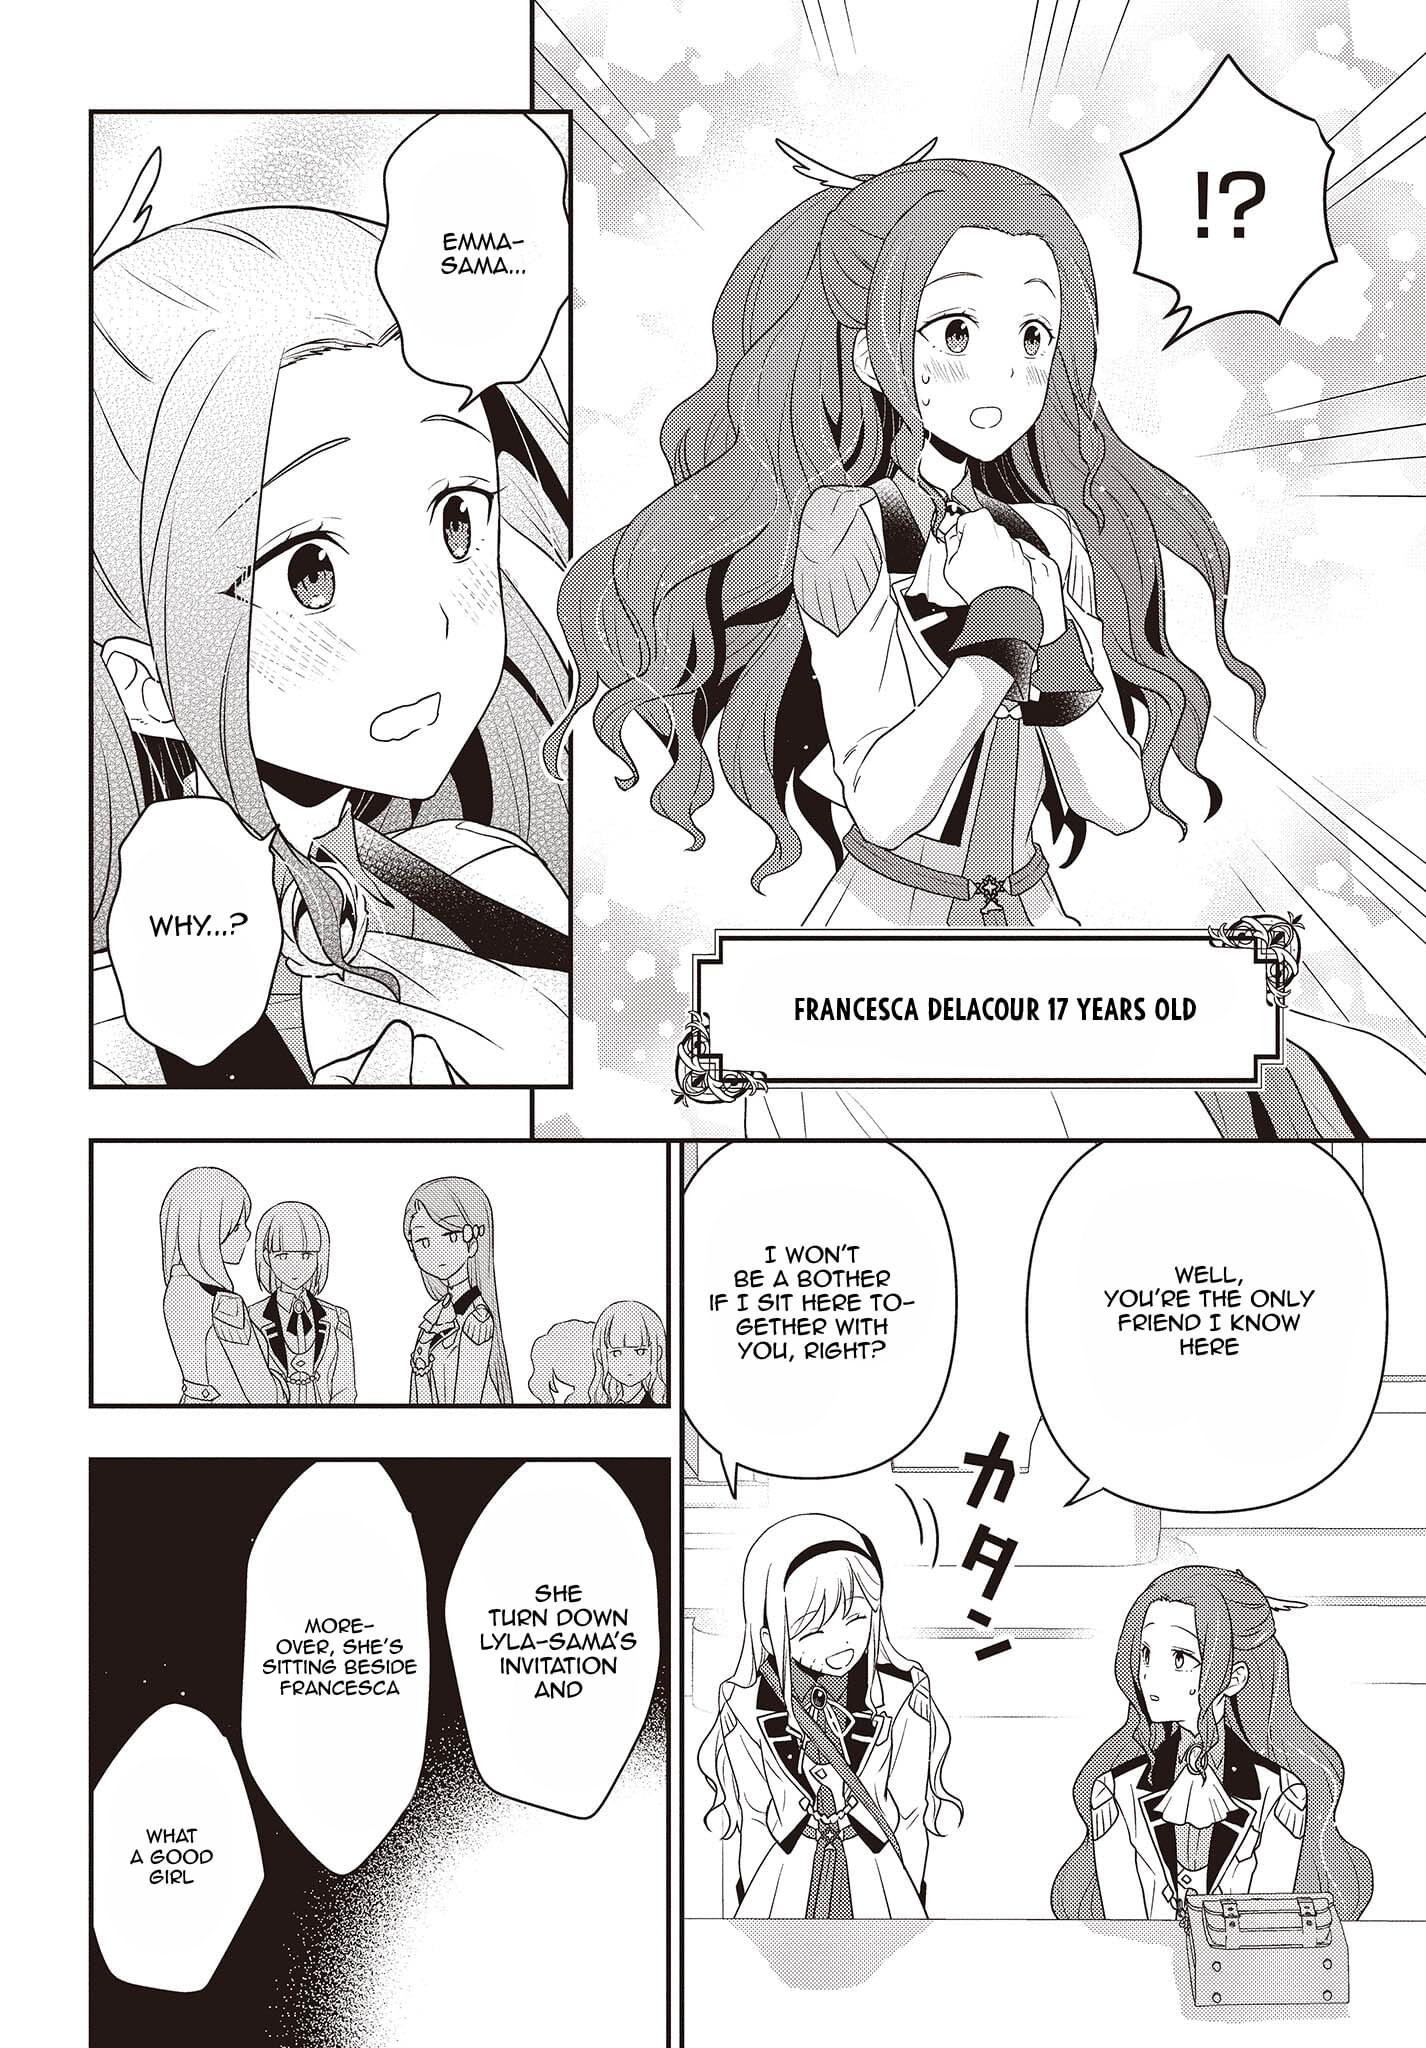 !?
FRANCESCA DELACOUR 17 YEARS OLD
EMMA-
SAMA...
WHY...?
WELL,
YOU'RE THE ONLY
FRIEND I KNOW
HERE
I WON'T
BE A BOTHER
IF I SIT HERE TO-
GETHER WITH
YOU, RIGHT?
ガタン
SHE
TURN DOWN
LYLA-SAMA'S
INVITATION
AND
MORE-
OVER, SHE'S
SITTING BESIDE
FRANCESCA
WHAT
A GOOD
GIRL